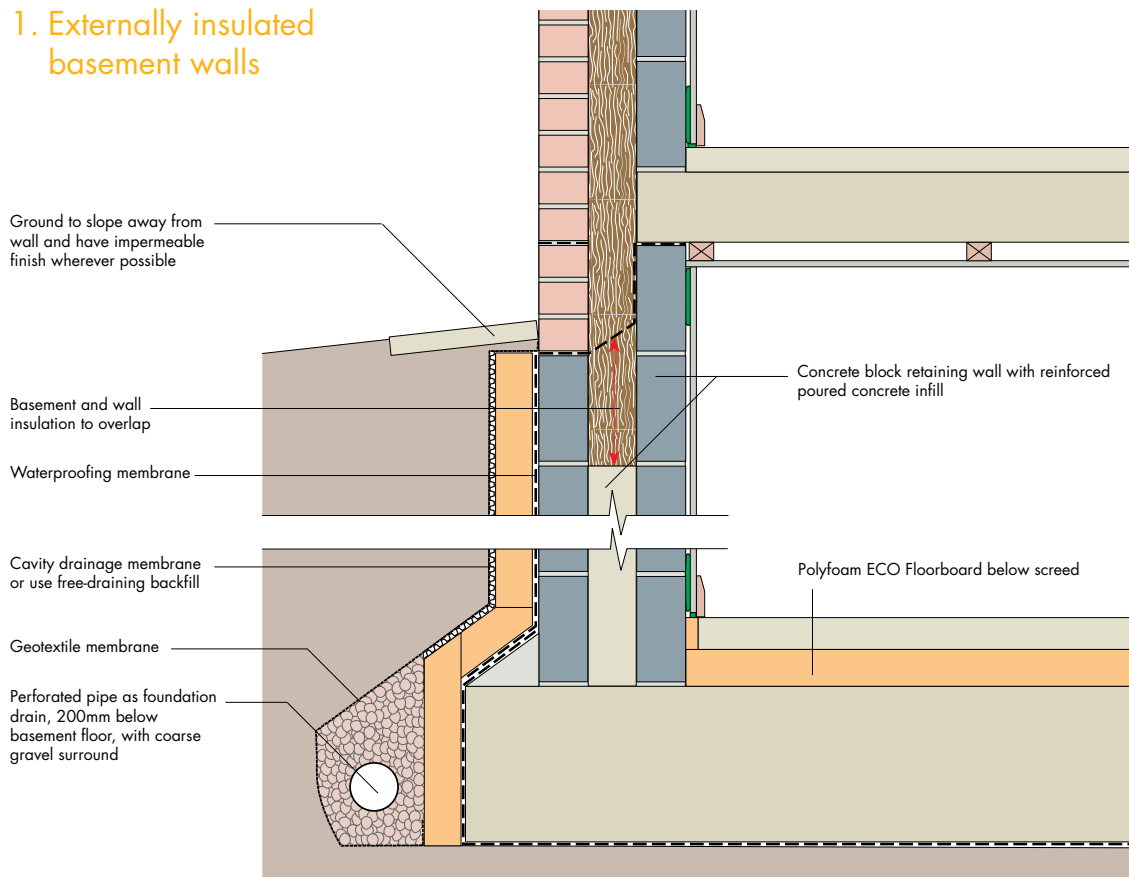 1. Externally insulated
basement walls
Ground to slope away from
wall and have impermeable
finish wherever possible
Concrete block retaining wall with reinforced
poured concrete infill
Basement and wall
insulation to overlap
Waterproofing membrane
Cavity drainage membrane
or use free-draining backfill
Polyfoam ECO Floorboard below screed
Geotextile membrane
Perforated pipe as foundation
drain, 200mm below
basement floor, with coarse
gravel surround